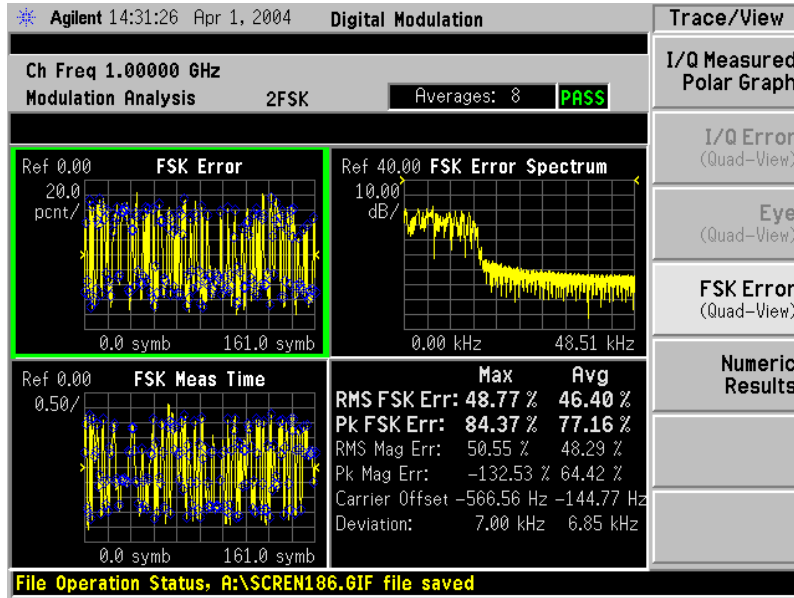 Agilent 14:31:26 Apr 1, 2004 Digital Modulation Trace/View
Ch Freq 1.00000 GHz
Modulation Analysis 2FSK Averages: 8 PASS
I/Q Measured
Polar Graph
I/Q Error
(Quad-View)
Eye
(Quad-View)
FSK Error
(Quad-View)
Numeric
Results
Ref 0.00 FSK Error
20.0
pcnt/
0.0 symb 161.0 symb
Ref 40.00 FSK Error Spectrum
10.00
dB/
0.00 kHz 48.51 kHz
Ref 0.00 FSK Meas Time
0.50/
0.0 symb 161.0 symb
Max Avg
RMS FSK Err: 48.77 % 46.40 %
Pk FSK Err: 84.37 % 77.16 %
RMS Mag Err: 50.55 % 48.29 %
Pk Mag Err: -132.53 % 64.42 %
Carrier Offset -566.56 Hz -144.77 Hz
Deviation: 7.00 kHz 6.85 kHz
File Operation Status, A:\SCREN186.GIF file saved